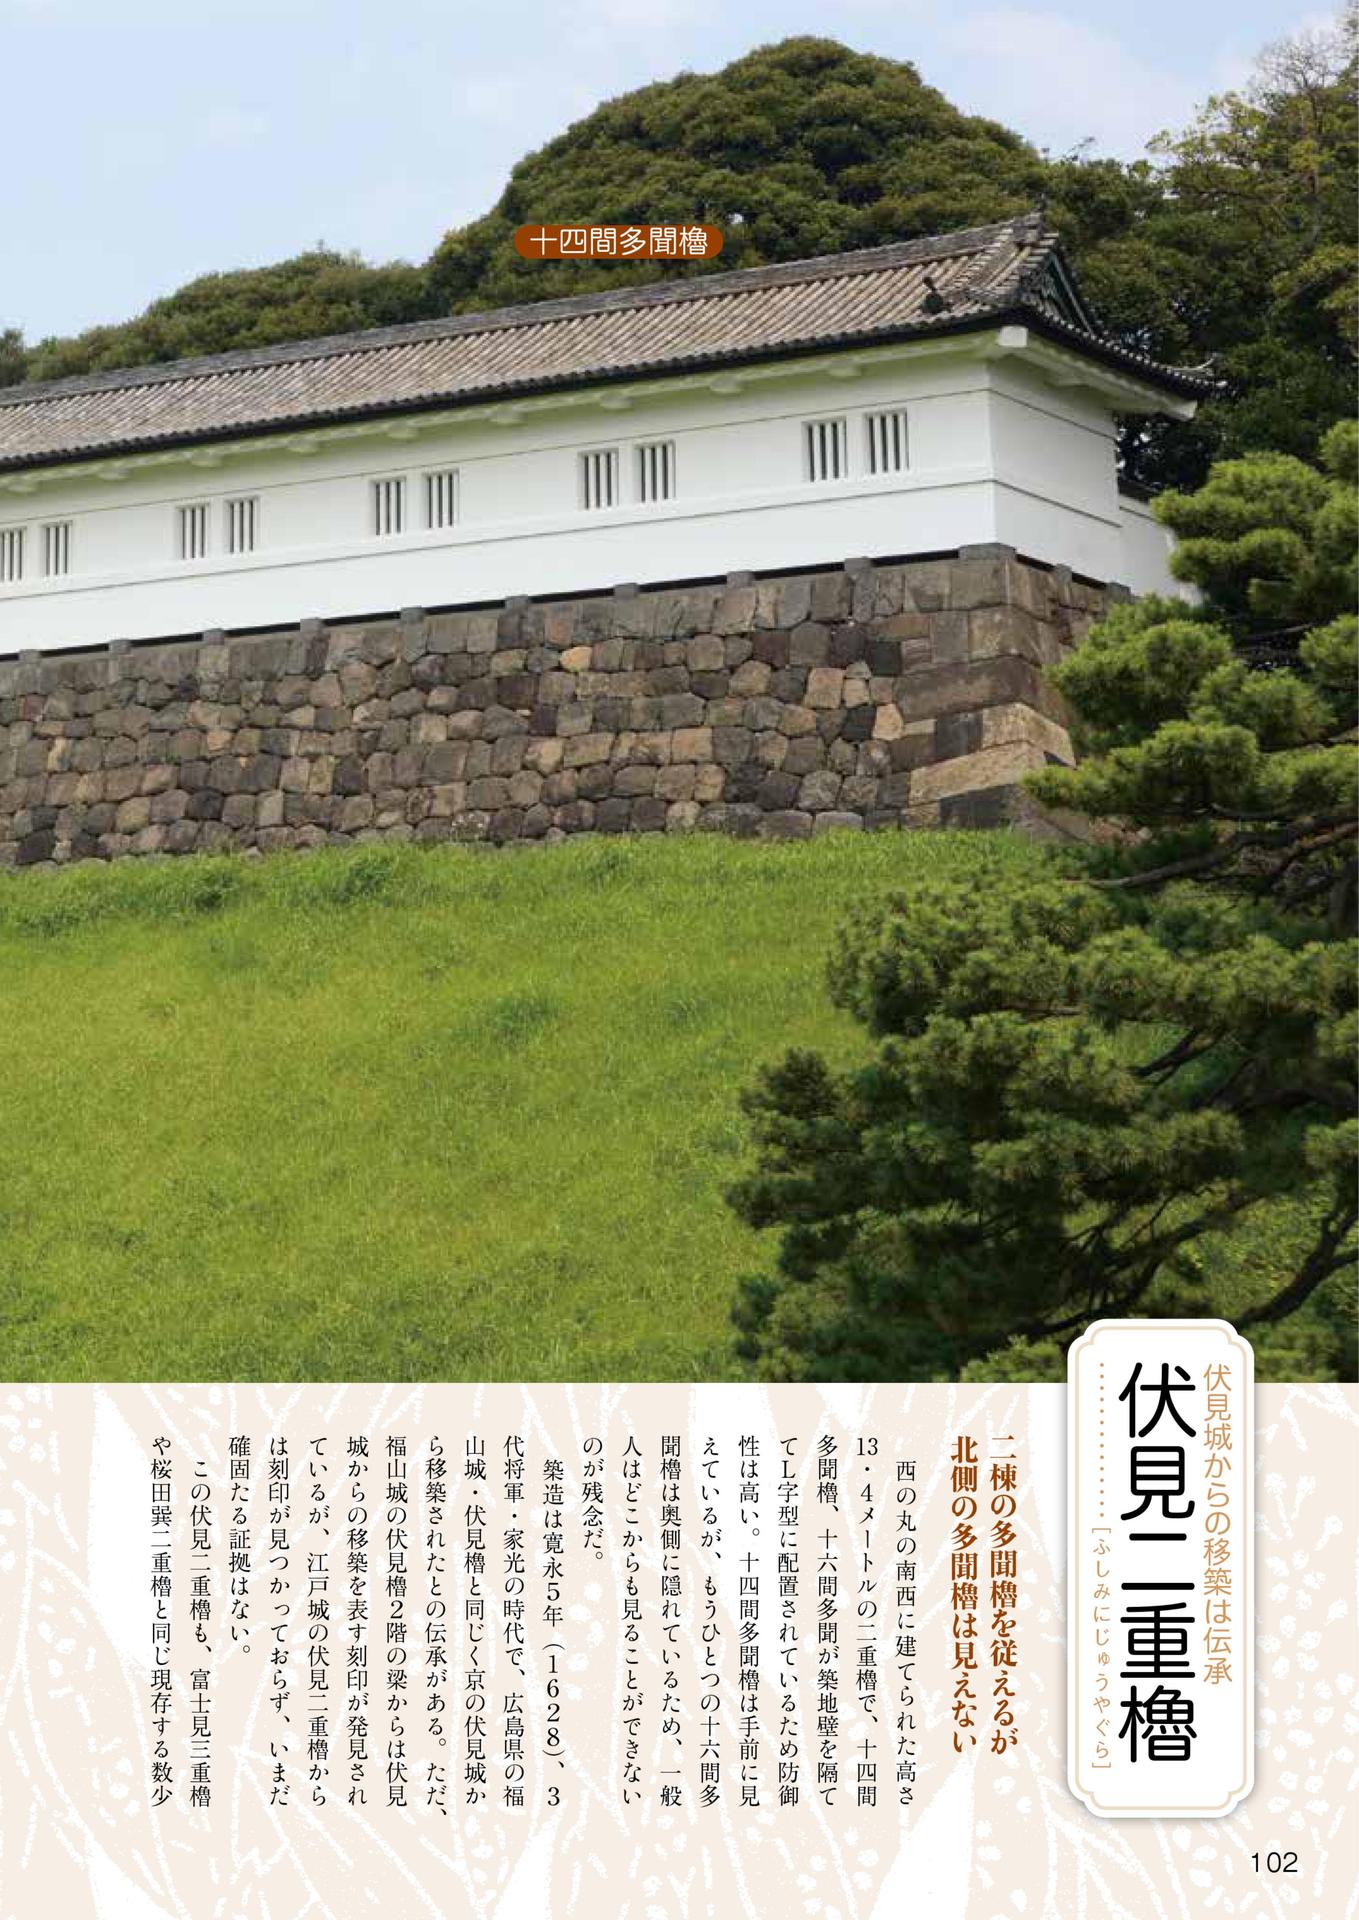 十四間多聞櫓
伏見城からの移築は伝承
伏見二重櫓
[ふしみにじゅうやぐら]
二棟の多聞櫓を従えるが
北側の多聞櫓は見えない
西の丸の南西に建てられた高さ
13・4メートルの二重櫓で、十四間
多聞櫓、十六間多聞が築地壁を隔て
てL字型に配置されているため防御
性は高い。十四間多聞櫓は手前に見
えているが、もうひとつの十六間多
聞櫓は奥側に隠れているため、一般
人はどこからも見ることができない
のが残念だ。
築造は寛永5年（1628）、3
代将軍・家光の時代で、広島県の福
山城・伏見櫓と同じく京の伏見城か
ら移築されたとの伝承がある。ただ、
福山城の伏見櫓2階の梁からは伏見
城からの移築を表す刻印が発見され
ているが、江戸城の伏見二重櫓から
は刻印が見つかっておらず、いまだ
確固たる証拠はない。
この伏見二重櫓も、富士見三重櫓
や桜田巽二重櫓と同じ現存する数少
102